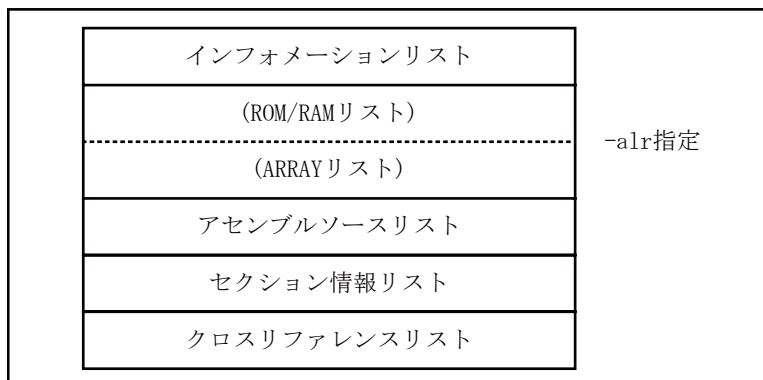 インフォメーションリスト
(ROM/RAMリスト)
(ARRAYリスト)
-alr指定
アセンブルソースリスト
セクション情報リスト
クロスリファレンスリスト